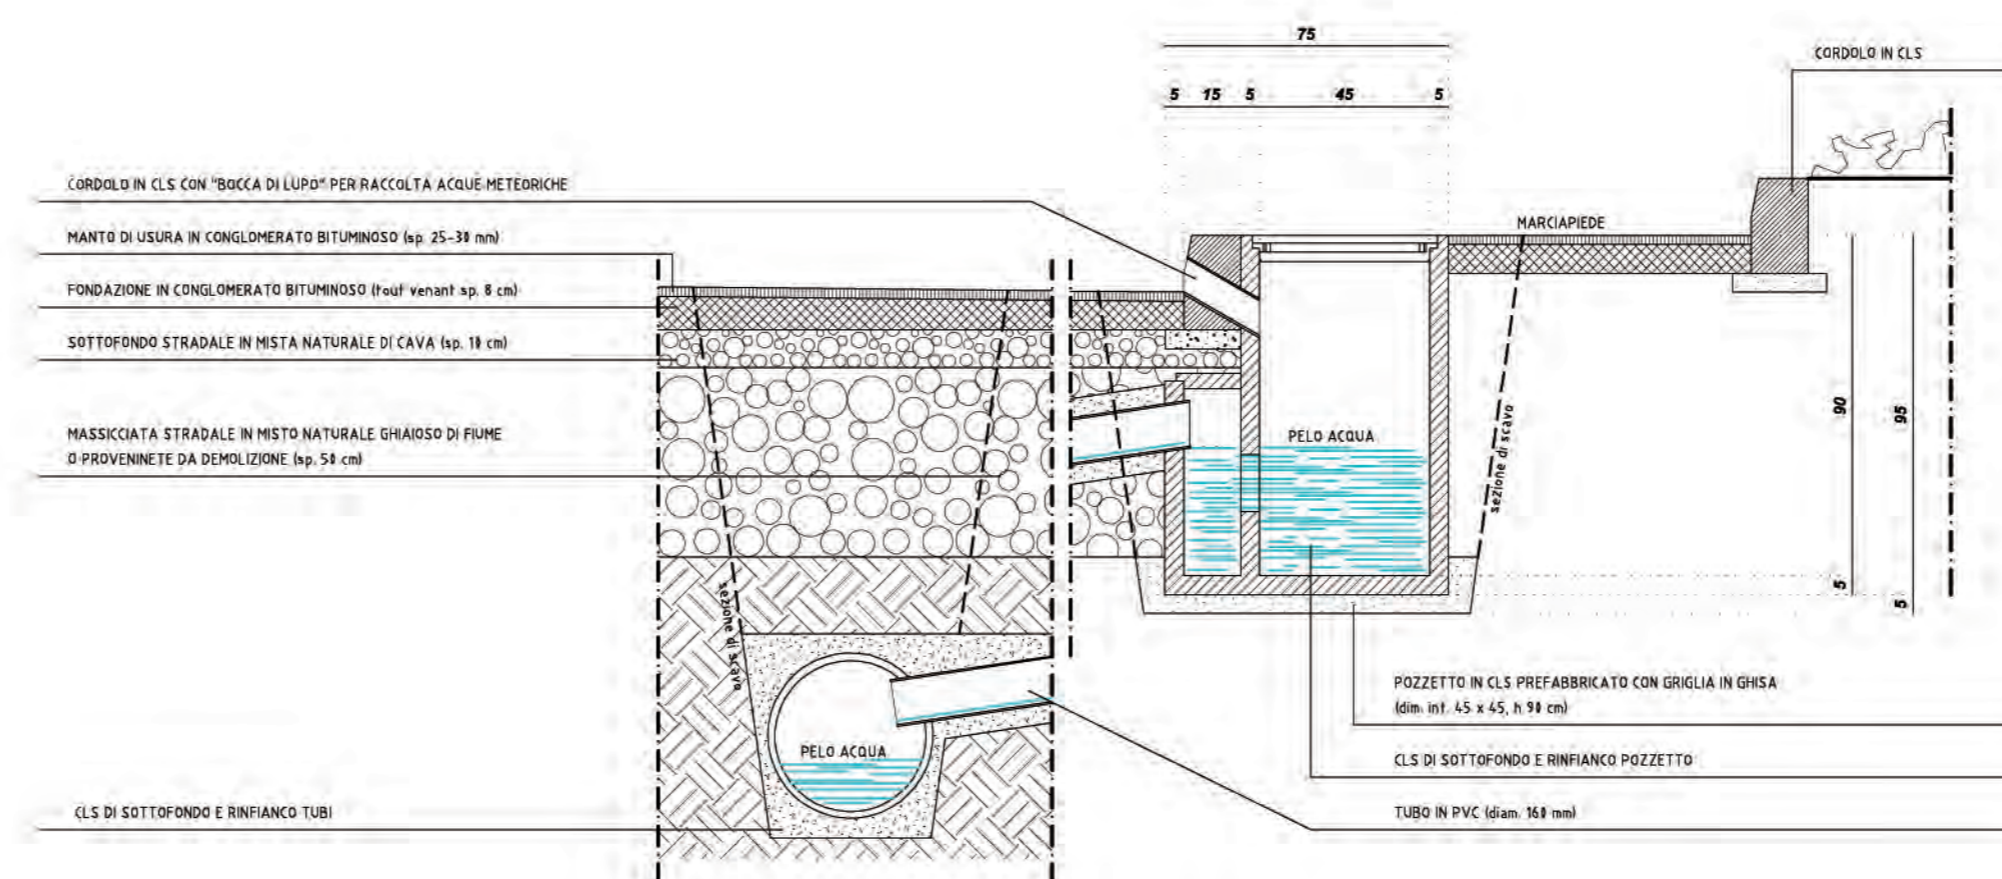 75
CORDOLO IN CLS
5 15 5 45 5
CORDOLO IN CLS CON "BOCCA DI LUPO" PER RACCOLTA ACQUE METEORICHE
MARCIAPIEDE
MANTO DI USURA IN CONGLOMERATO BITUMINOSO (sp. 25-30 mm)
FONDAZIONE IN CONGLOMERATO BITUMINOSO (tout venant sp. 8 cm)
SOTTOFONDO STRADALE IN MISTA NATURALE DI CAVA (sp. 10 cm)
MASSICCIATA STRADALE IN MISTO NATURALE GHIAIOSO DI FIUME
O PROVENINETE DA DEMOLIZIONE (sp. 50 cm)
PELO ACQUA
sezione di scavo
90
95
5
5
sezione di scavo
POZZETTO IN CLS PREFABBRICATO CON GRIGLIA IN GHISA
(dim. int. 45 x 45, h 90 cm)
PELO ACQUA
CLS DI SOTTOFONDO E RINFIANCO POZZETTO
CLS DI SOTTOFONDO E RINFIANCO TUBI
TUBO IN PVC (diam. 160 mm)